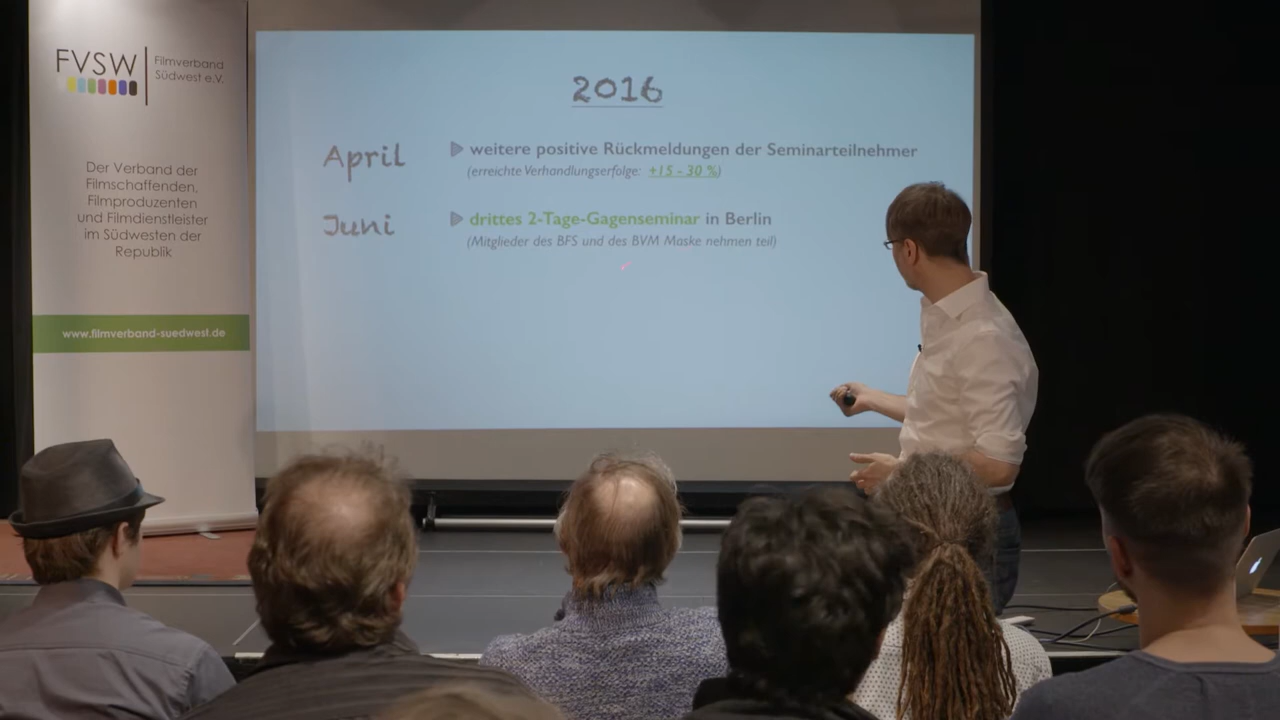 FVSW
Filmverband
Südwest e.V.
Der Verband der
Filmschaffenden,
Filmproduzenten
und Filmdienstleister
im Südwesten der
Republik
www.filmverband-suedwest.de
2016
April
weitere positive Rückmeldungen der Seminarteilnehmer
(erreichte Verhandlungserfolge: +15 - 30 %)
Juni
drittes 2-Tage-Gagenseminar in Berlin
(Mitglieder des BFS und des BVM Maske nehmen teil)